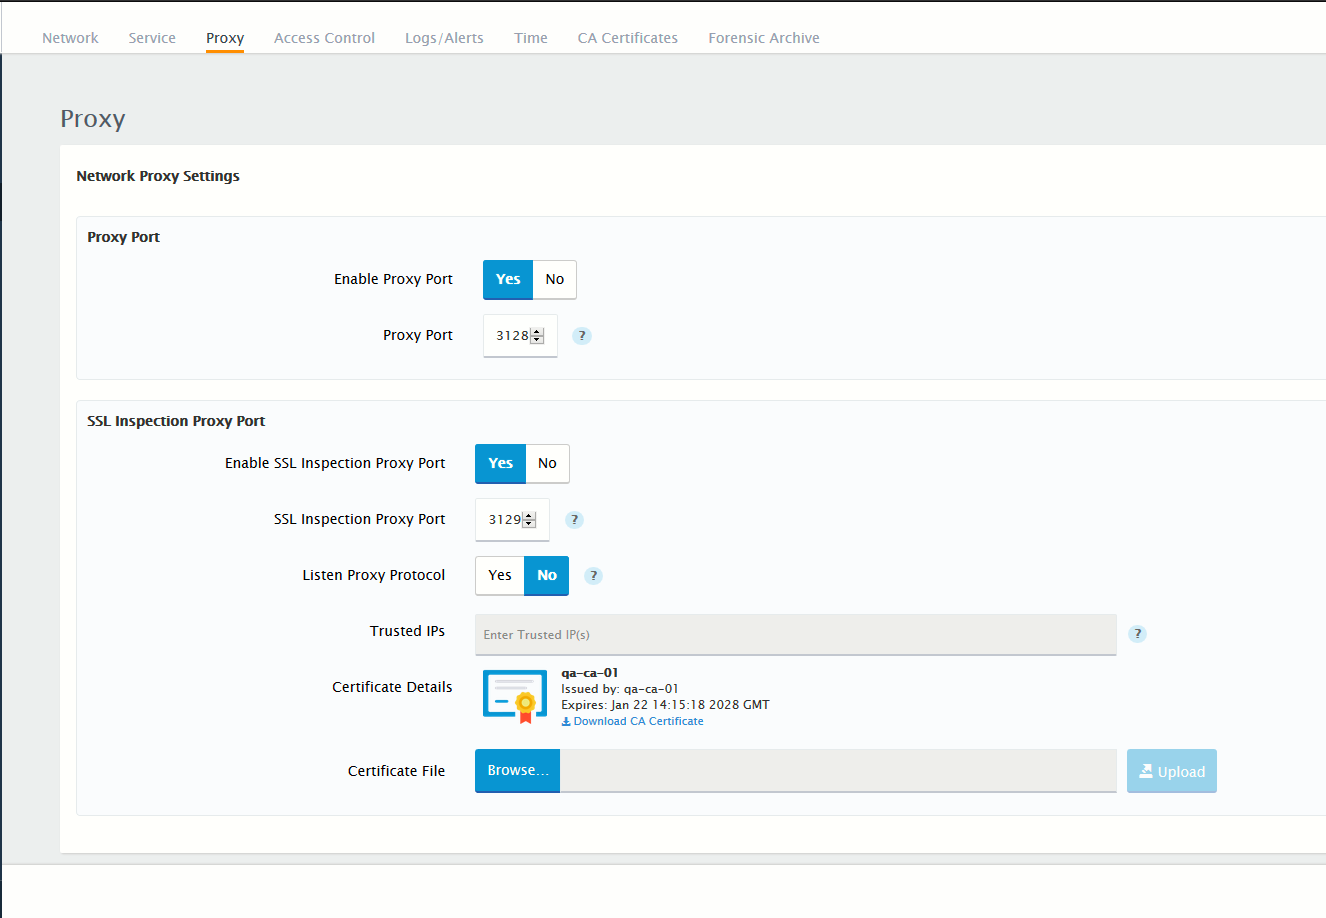 Network Service Proxy Access Control Logs/Alerts Time CA Certificates Forensic Archive
Proxy
Network Proxy Settings
Proxy Port
Enable Proxy Port Yes No
Proxy Port 3128 ?
SSL Inspection Proxy Port
Enable SSL Inspection Proxy Port Yes No
SSL Inspection Proxy Port 3129 ?
Listen Proxy Protocol Yes No ?
Trusted IPs Enter Trusted IP(s) ?
Certificate Details qa-ca-01
Issued by: qa-ca-01
Expires: Jan 22 14:15:18 2028 GMT
Download CA Certificate
Certificate File Browse... Upload